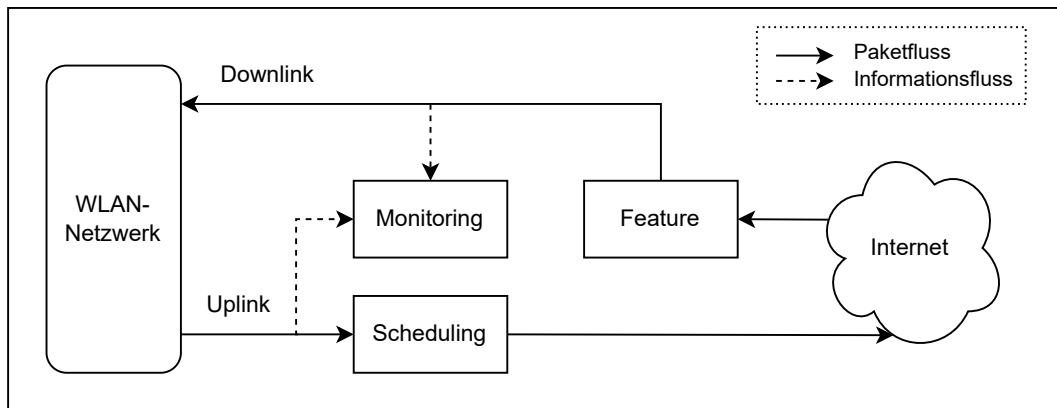 Paketfluss
Downlink
Informationsfluss
WLAN-
Netzwerk
Monitoring
Feature
Internet
Uplink
Scheduling